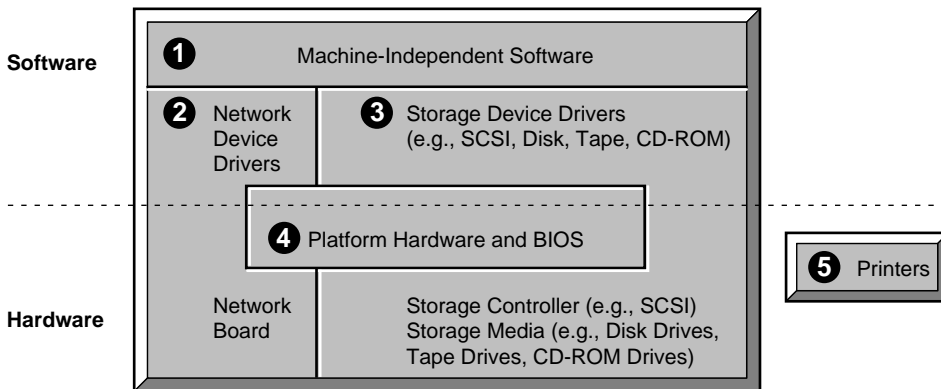 Software
1 Machine-Independent Software
2 Network
Device
Drivers
3 Storage Device Drivers
(e.g., SCSI, Disk, Tape, CD-ROM)
4 Platform Hardware and BIOS
5 Printers
Hardware
Network
Board
Storage Controller (e.g., SCSI)
Storage Media (e.g., Disk Drives,
Tape Drives, CD-ROM Drives)